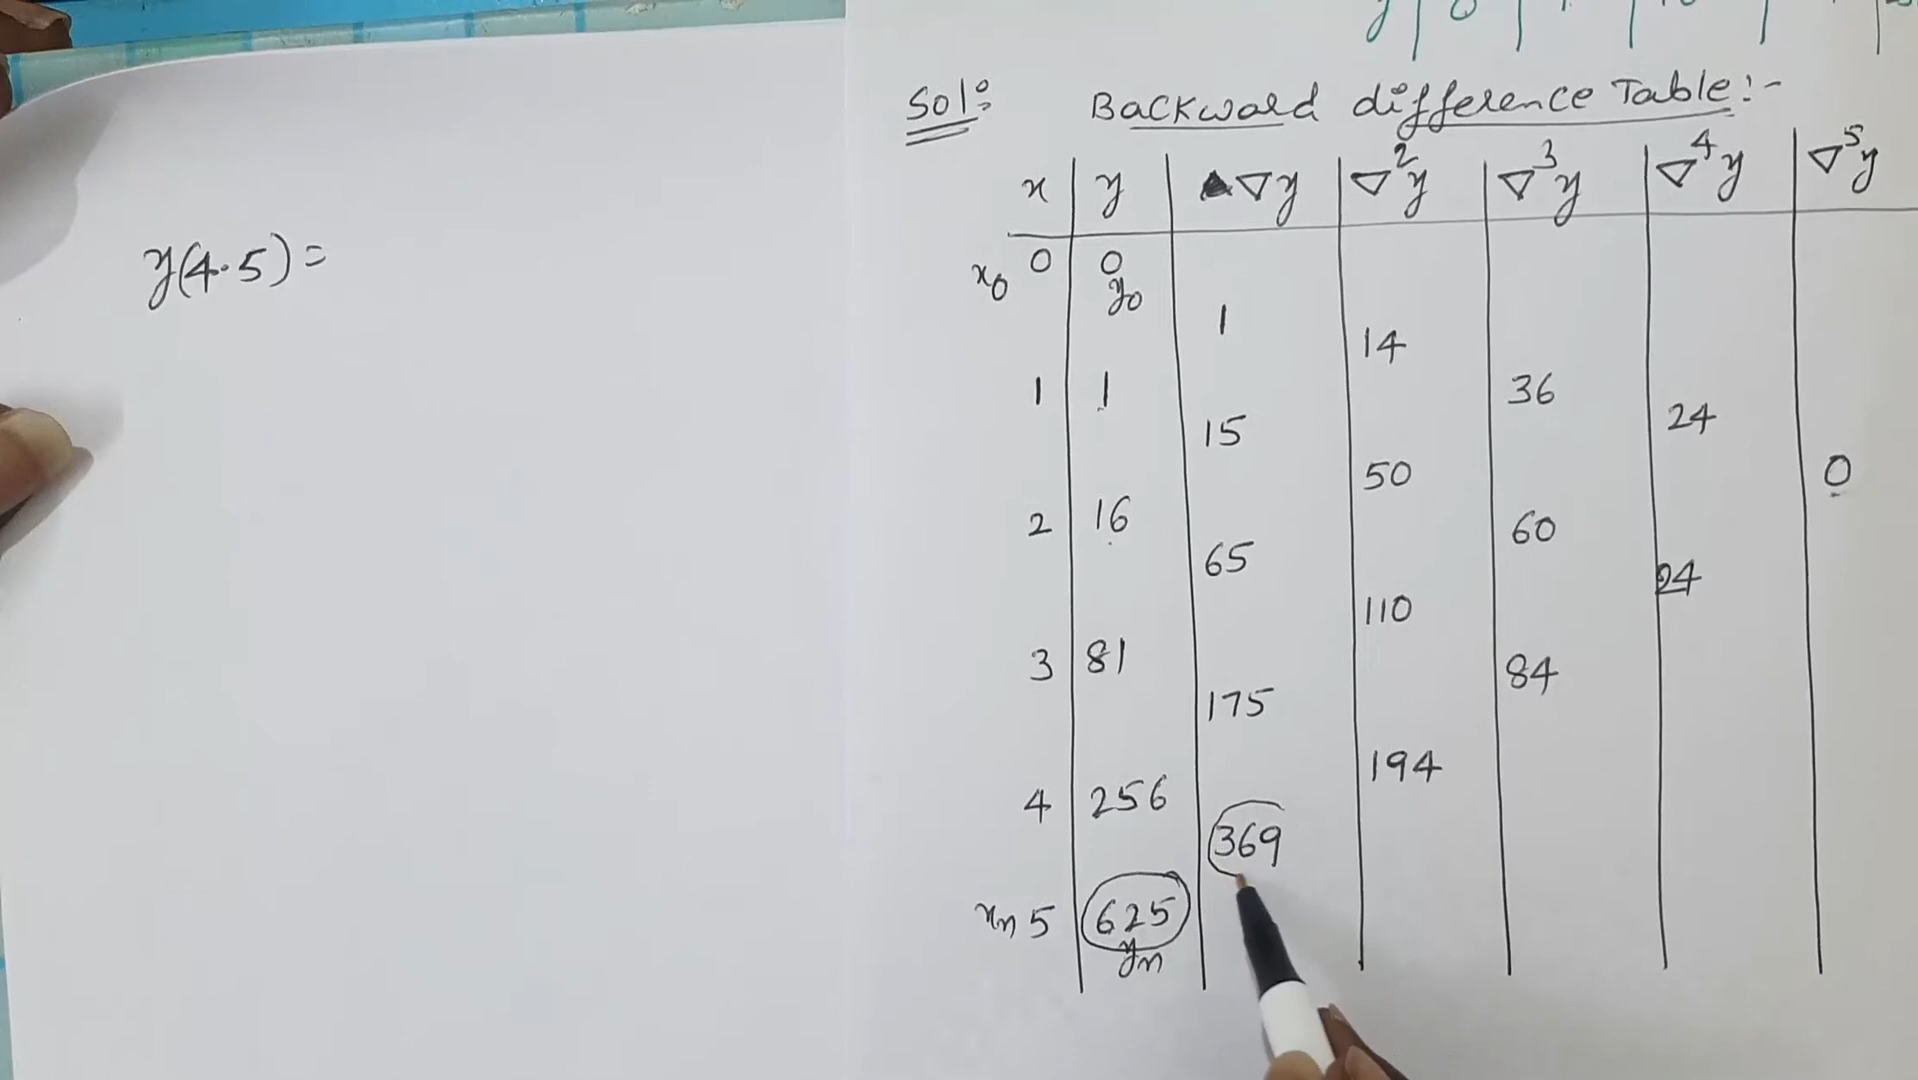 Sol:
Backward difference Table:-
x y ∇y ∇²y ∇³y ∇⁴y ∇⁵y
y(4.5)=
x₀ 0 0
y₀
1
14
1 1 36
15 24
50 0
2 16 60
65 24
110
3 81 84
175
194
4 256
369
xₙ 5 625
yₙ